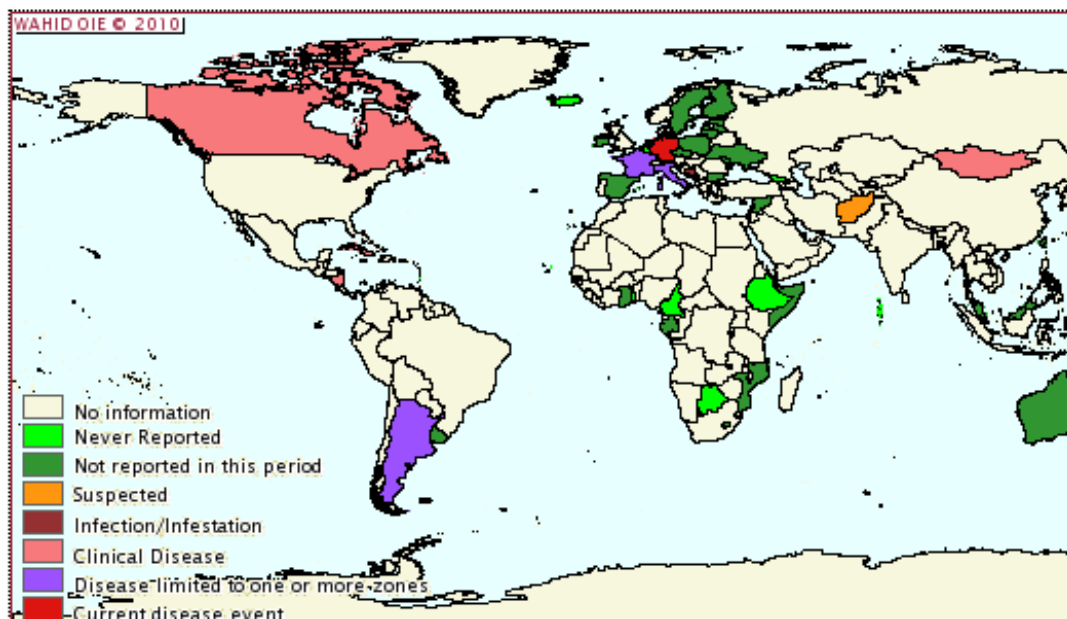 WAHID OIE © 2010
No information
Never Reported
Not reported in this period
Suspected
Infection/Infestation
Clinical Disease
Disease limited to one or more zones
Current disease event